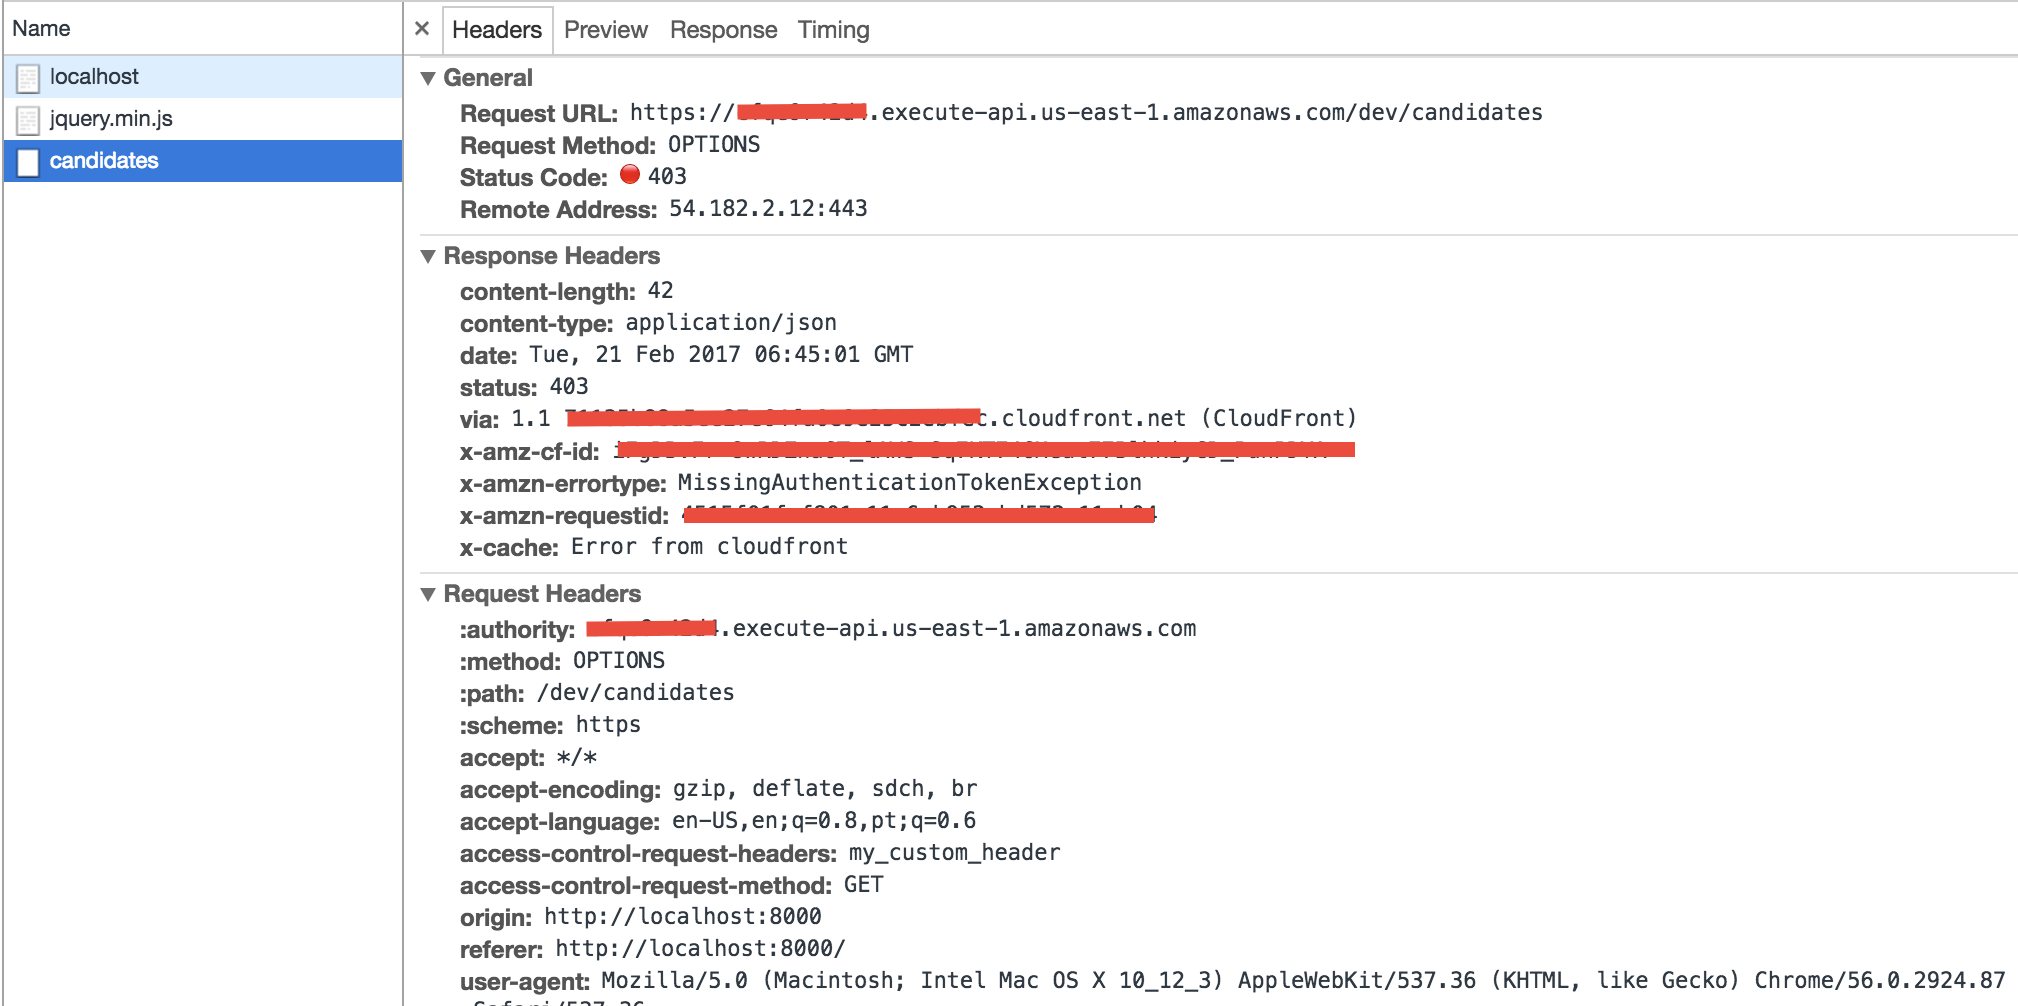 Name
localhost
jquery.min.js
candidates
× Headers Preview Response Timing
▼ General
Request URL: https://.execute-api.us-east-1.amazonaws.com/dev/candidates
Request Method: OPTIONS
Status Code: 403
Remote Address: 54.182.2.12:443
▼ Response Headers
content-length: 42
content-type: application/json
date: Tue, 21 Feb 2017 06:45:01 GMT
status: 403
via: 1.1 .cloudfront.net (CloudFront)
x-amz-cf-id:
x-amzn-errortype: MissingAuthenticationTokenException
x-amzn-requestid:
x-cache: Error from cloudfront
▼ Request Headers
:authority: .execute-api.us-east-1.amazonaws.com
:method: OPTIONS
:path: /dev/candidates
:scheme: https
accept: */*
accept-encoding: gzip, deflate, sdch, br
accept-language: en-US,en;q=0.8,pt;q=0.6
access-control-request-headers: my_custom_header
access-control-request-method: GET
origin: http://localhost:8000
referer: http://localhost:8000/
user-agent: Mozilla/5.0 (Macintosh; Intel Mac OS X 10_12_3) AppleWebKit/537.36 (KHTML, like Gecko) Chrome/56.0.2924.87
Safari/537.36